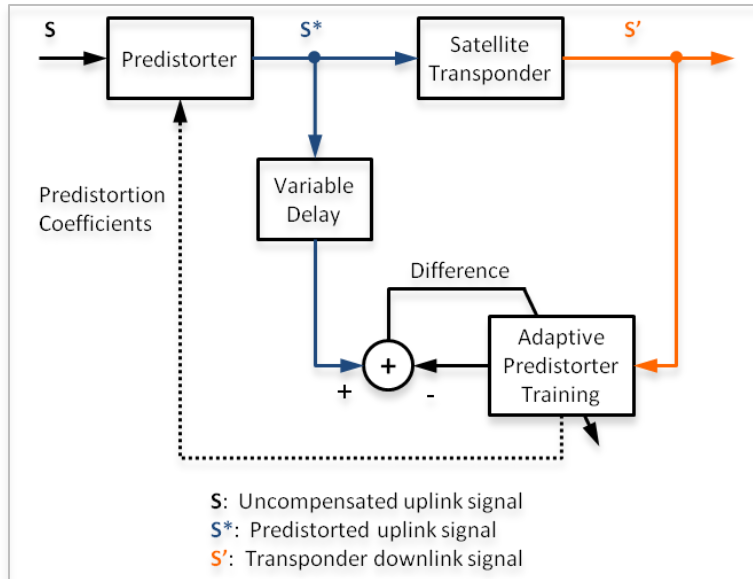 S
Predistorter
S*
Satellite
Transponder
S’
Variable
Delay
Predistortion
Coefficients
Difference
+
+
-
Adaptive
Predistorter
Training
S: Uncompensated uplink signal
S*: Predistorted uplink signal
S’: Transponder downlink signal